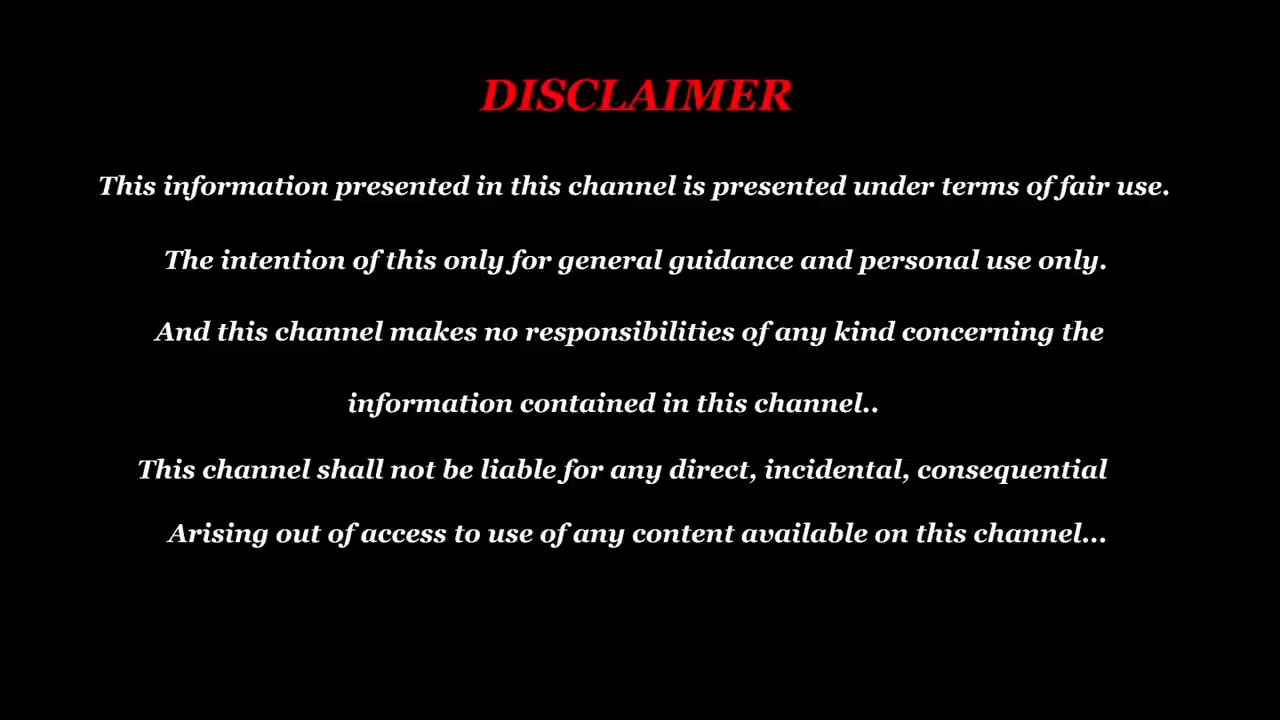 DISCLAIMER
This information presented in this channel is presented under terms of fair use.
The intention of this only for general guidance and personal use only.
And this channel makes no responsibilities of any kind concerning the
information contained in this channel..
This channel shall not be liable for any direct, incidental, consequential
Arising out of access to use of any content available on this channel...